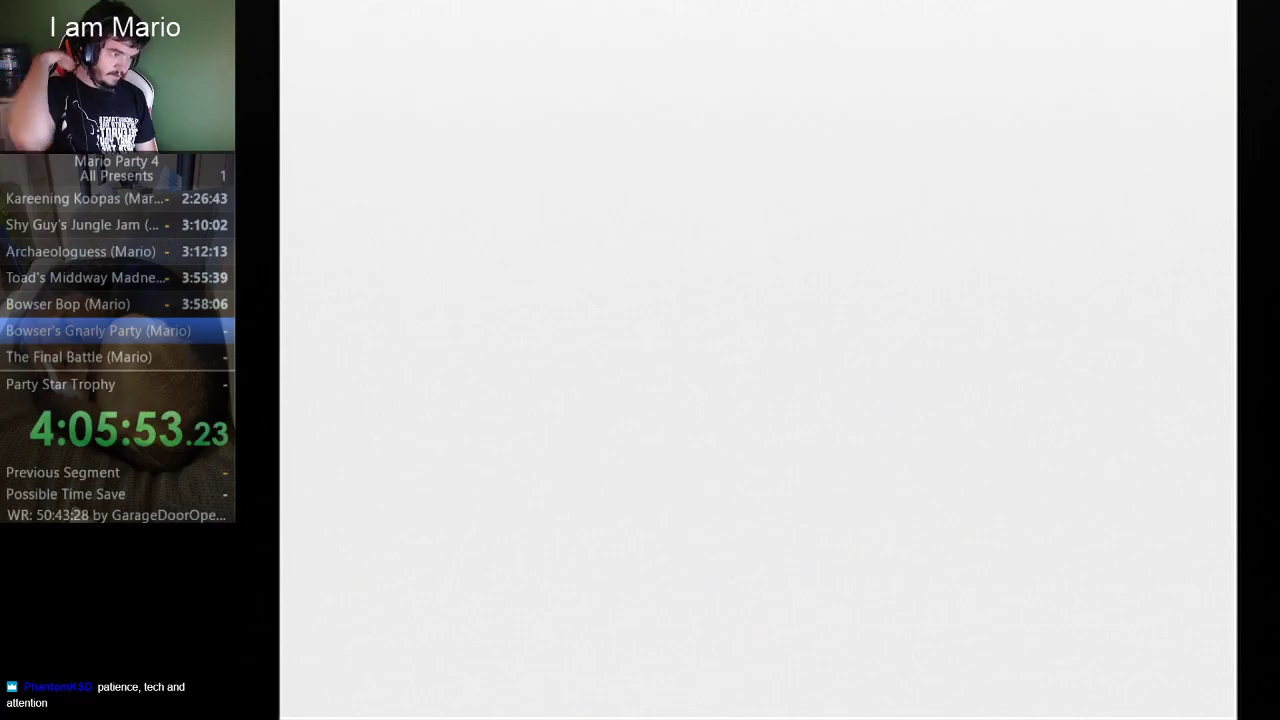 I am Mario
Mario Party 4
All Presents 1
Kareening Koopas (Mar... - 2:26:43
Shy Guy's Jungle Jam (... - 3:10:02
Archaeologuess (Mario) - 3:12:13
Toad's Middway Madne... - 3:55:39
Bowser Bop (Mario) - 3:58:06
Bowser's Gnarly Party (Mario) -
The Final Battle (Mario) -
Party Star Trophy -
4:05:53.23
Previous Segment -
Possible Time Save -
WR: 50:43:28 by GarageDoorOpe...
PhantomK$D patience, tech and
attention